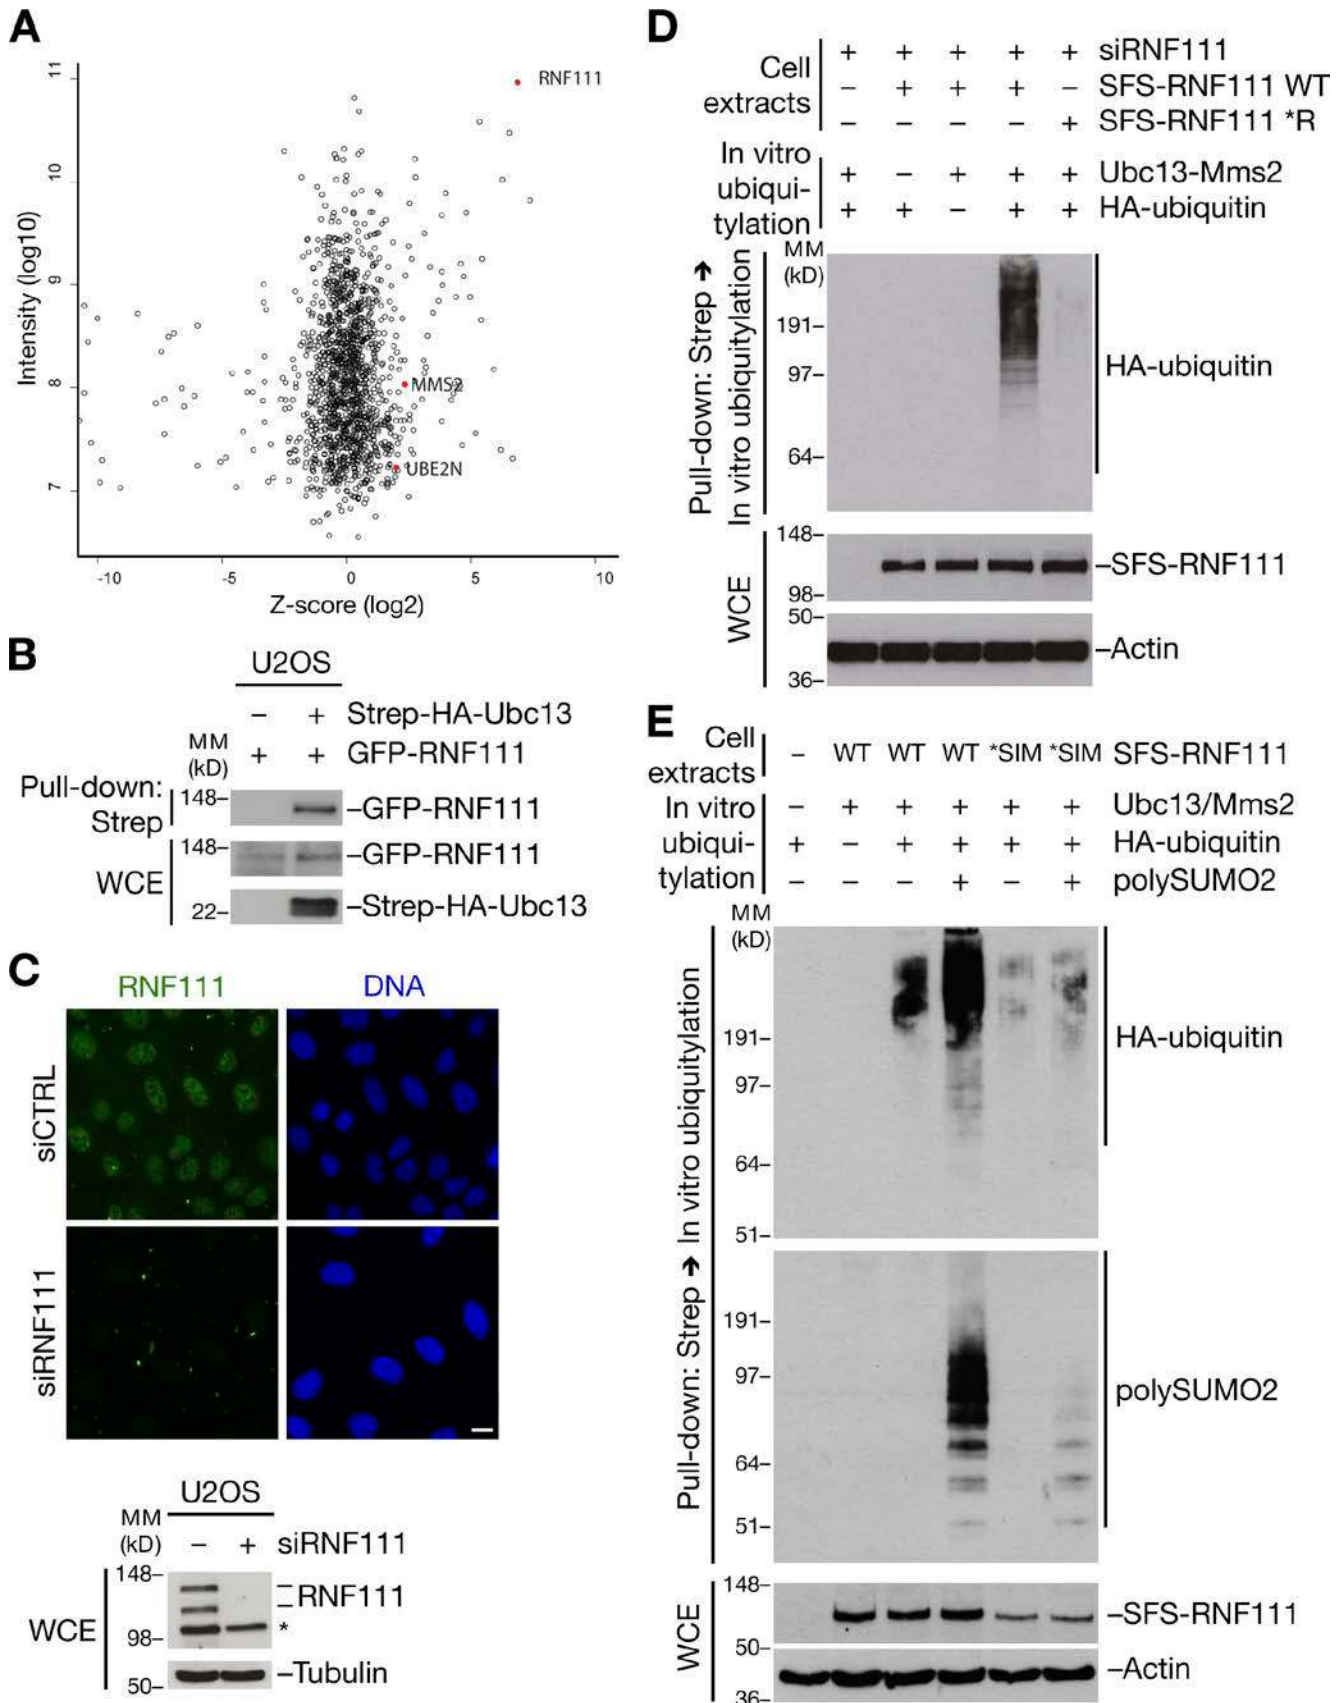 A
11
10
9
8
7
Intensity (log10)
RNF111
MMS2
UBE2N
-10 -5 0 5 10
Z-score (log2)
B
U2OS
– + Strep-HA-Ubc13
MM (kD) + + GFP-RNF111
Pull-down: Strep
148– –GFP-RNF111
WCE
148– –GFP-RNF111
22– –Strep-HA-Ubc13
C
RNF111 DNA
siCTRL
siRNF111
U2OS
MM (kD) – + siRNF111
WCE
148–
RNF111
98– *
50– –Tubulin
D
Cell extracts
+ + + + + siRNF111
– + + + – SFS-RNF111 WT
– – – – + SFS-RNF111 *R
In vitro ubiqui-tylation
+ – + + + Ubc13-Mms2
+ + – + + HA-ubiquitin
MM (kD)
Pull-down: Strep ➔
In vitro ubiquitylation
191–
97–
64–
HA-ubiquitin
WCE
148–
–SFS-RNF111
98–
50–
–Actin
36–
E
Cell extracts
– WT WT WT *SIM *SIM SFS-RNF111
In vitro ubiqui-tylation
– + + + + + Ubc13/Mms2
+ – + + + + HA-ubiquitin
– – – + – + polySUMO2
MM (kD)
Pull-down: Strep ➔ In vitro ubiquitylation
191–
97–
64–
51–
HA-ubiquitin
191–
97–
64–
51–
polySUMO2
WCE
148–
–SFS-RNF111
50–
–Actin
36–